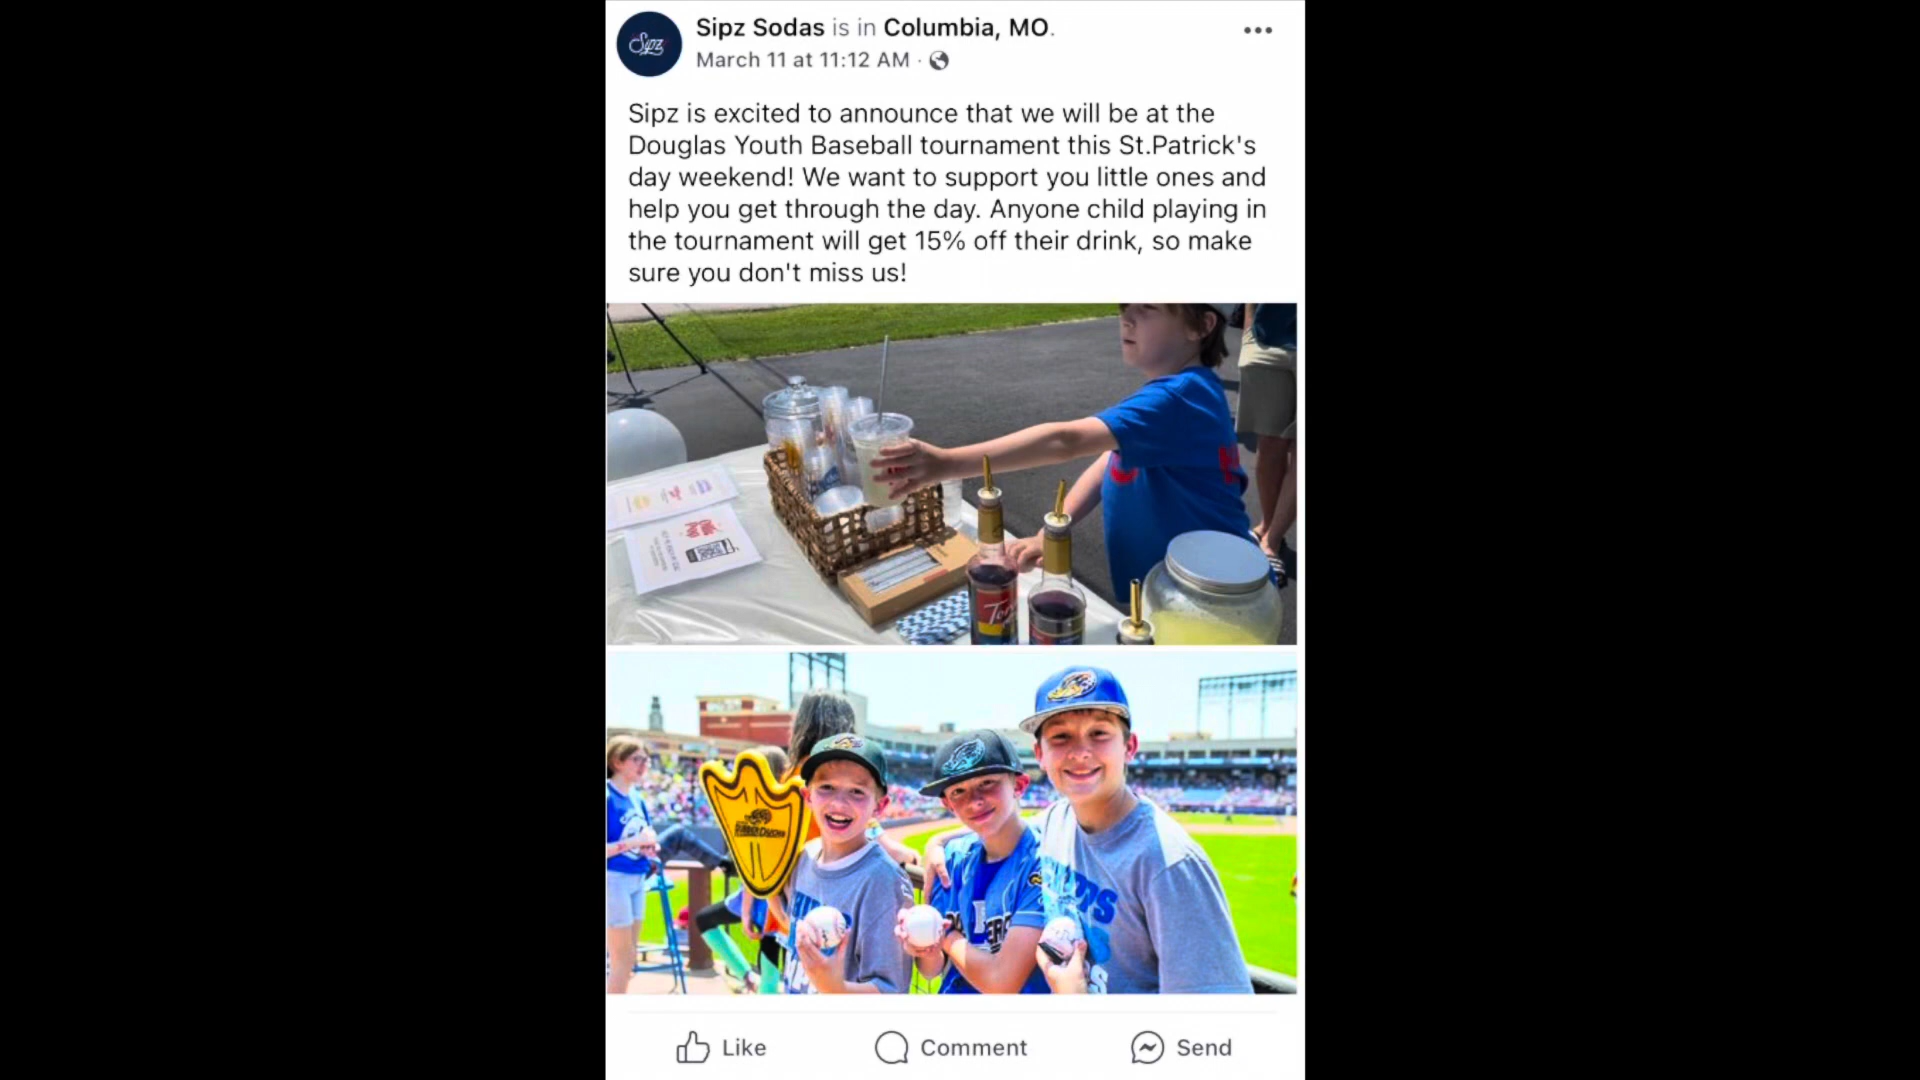 Sipz
Sipz Sodas is in Columbia, MO.
March 11 at 11:12 AM ·
Sipz is excited to announce that we will be at the
Douglas Youth Baseball tournament this St.Patrick's
day weekend! We want to support you little ones and
help you get through the day. Anyone child playing in
the tournament will get 15% off their drink, so make
sure you don't miss us!
Like
Comment
Send